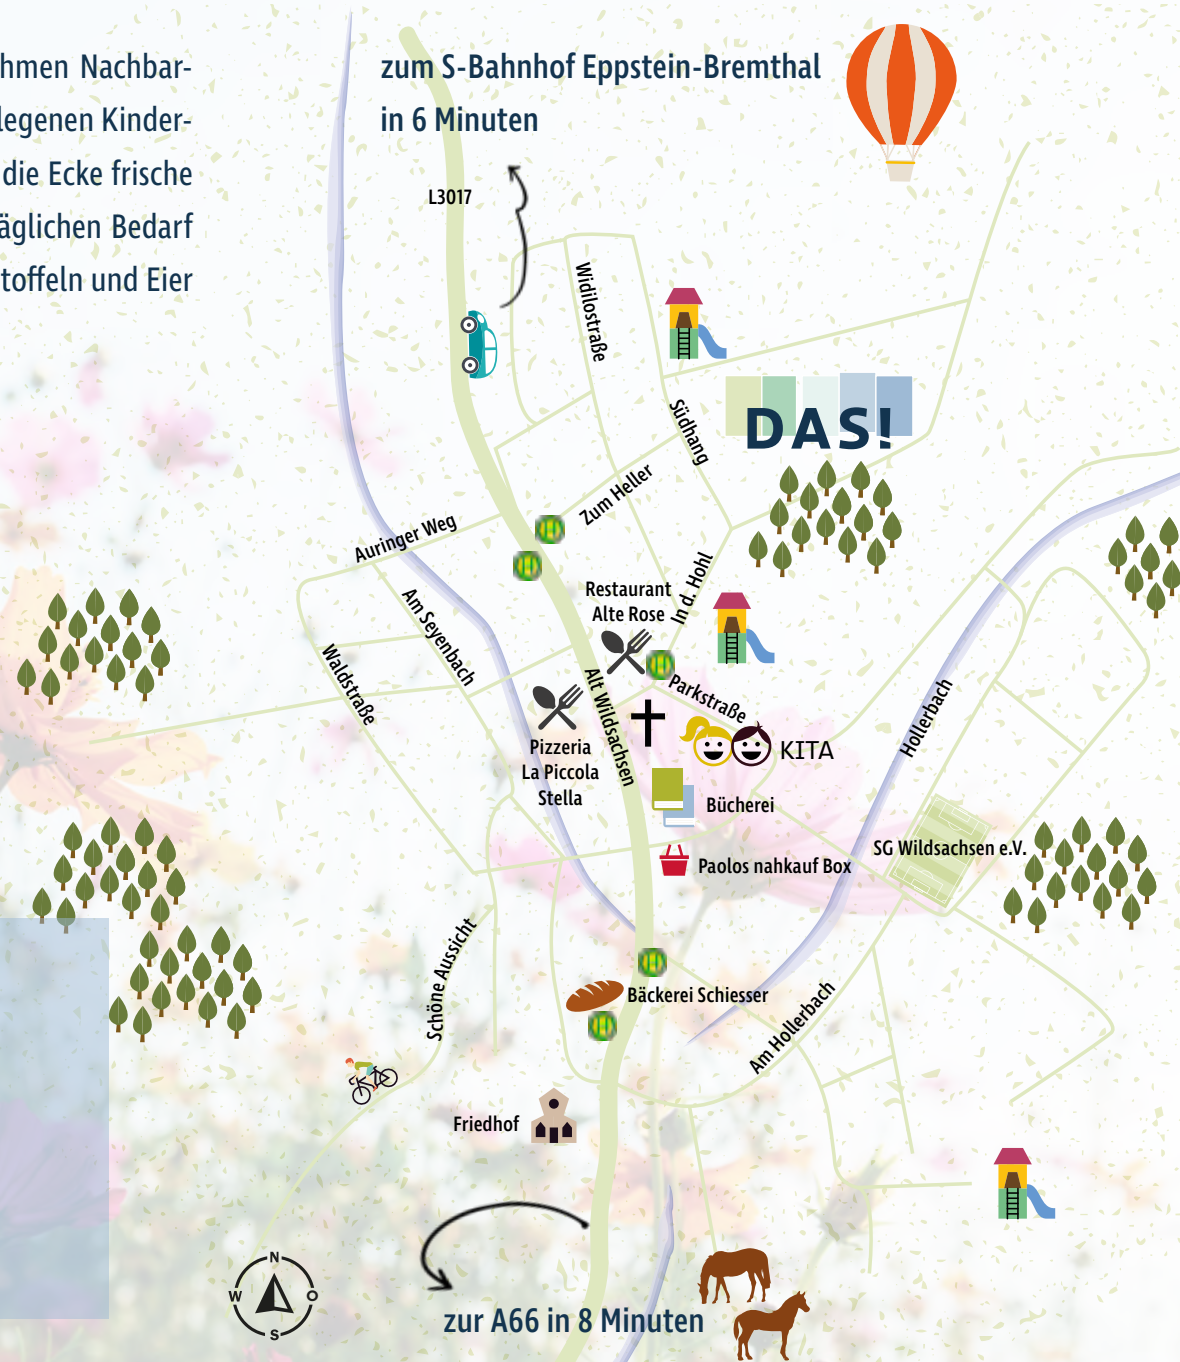 hmen Nachbar-
legenen Kinder-
die Ecke frische
äglichen Bedarf
toffeln und Eier
zum S-Bahnhof Eppstein-Bremthal
in 6 Minuten
L3017
Widilostraße
DAS!
Südhang
Zum Heller
Auringer Weg
In d. Hohl
Restaurant
Alte Rose
Am Seyenbach
Waldstraße
Alt Wildsachsen
Parkstraße
Hollerbach
Pizzeria
La Piccola
Stella
KITA
Bücherei
SG Wildsachsen e.V.
Paolos nahkauf Box
Schöne Aussicht
Bäckerei Schiesser
Am Hollerbach
Friedhof
N
W
O
S
zur A66 in 8 Minuten